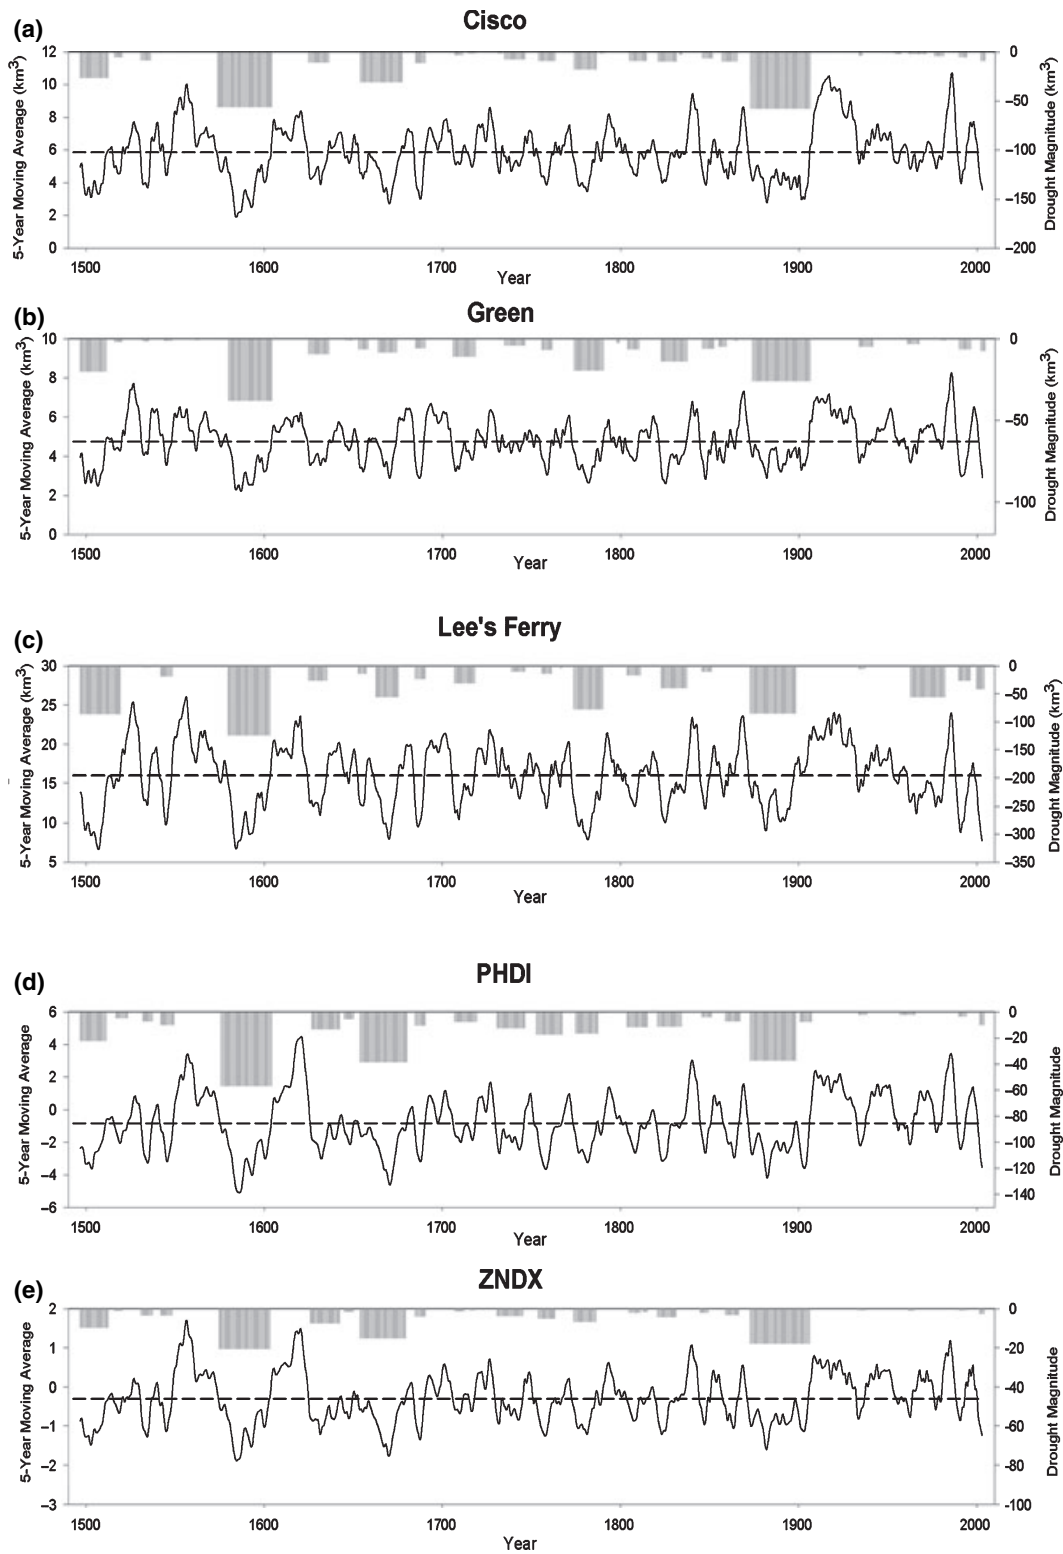 (a)
Cisco
5-Year Moving Average (km³)
12
10
8
6
4
2
0
0
–50
–100
–150
–200
Drought Magnitude (km³)
1500 1600 1700 1800 1900 2000
Year
(b)
Green
5-Year Moving Average (km³)
10
8
6
4
2
0
0
–50
–100
Drought Magnitude (km³)
1500 1600 1700 1800 1900 2000
Year
(c)
Lee's Ferry
5-Year Moving Average (km³)
30
25
20
15
10
5
0
–50
–100
–150
–200
–250
–300
–350
Drought Magnitude (km³)
1500 1600 1700 1800 1900 2000
Year
(d)
PHDI
5-Year Moving Average
6
4
2
0
–2
–4
–6
0
–20
–40
–60
–80
–100
–120
–140
Drought Magnitude
1500 1600 1700 1800 1900 2000
Year
(e)
ZNDX
5-Year Moving Average
2
1
0
–1
–2
–3
0
-20
-40
-60
-80
-100
Drought Magnitude
1500 1600 1700 1800 1900 2000
Year